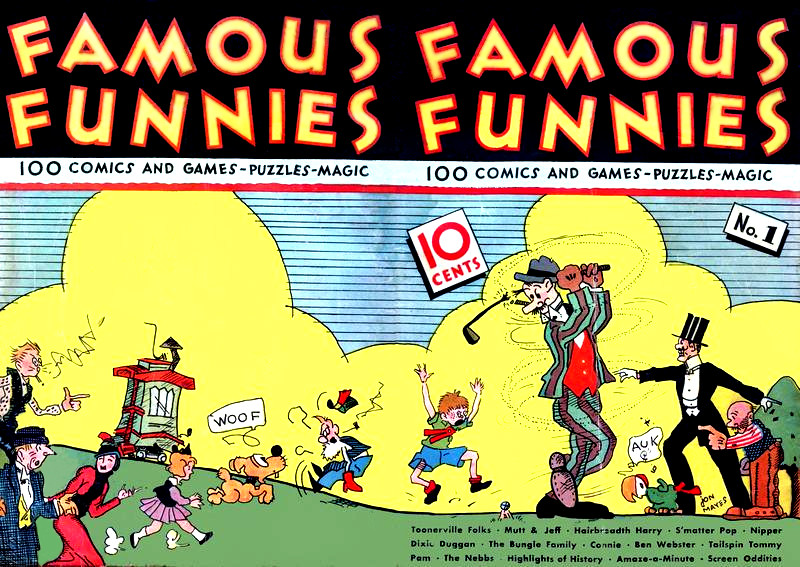 FAMOUS
FUNNIES
100 COMICS AND GAMES-PUZZLES-MAGIC
FAMOUS
FUNNIES
100 COMICS AND GAMES-PUZZLES-MAGIC
10
CENTS
No. 1
WOOF
AUK
JON
MAYES
Toonerville Folks · Mutt & Jeff · Hairbreadth Harry · S'matter Pop · Nipper
Dixie Duggan · The Bungle Family · Connie · Ben Webster · Tailspin Tommy
Pam · The Nebbs · Highlights of History · Amaze-a-Minute · Screen Oddities